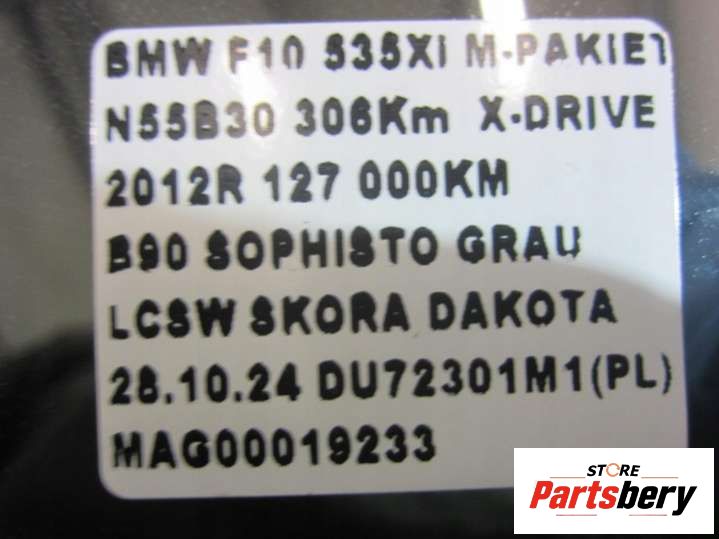 BMW F10 535Xi M-PAKIET
N55B30 306Km X-DRIVE
2012R 127 000KM
B90 SOPHISTO GRAU
LCSW SKORA DAKOTA
28.10.24 DU72301M1(PL)
MAG00019233
STORE
Partsbery